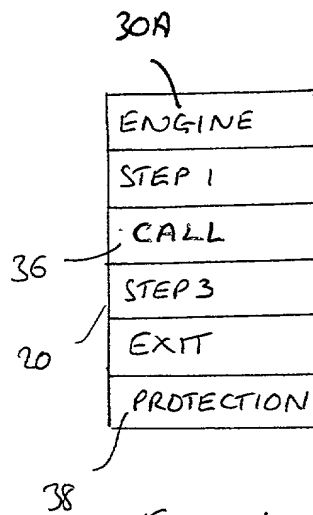 30A
ENGINE
STEP 1
CALL
36
STEP 3
20
EXIT
PROTECTION
38